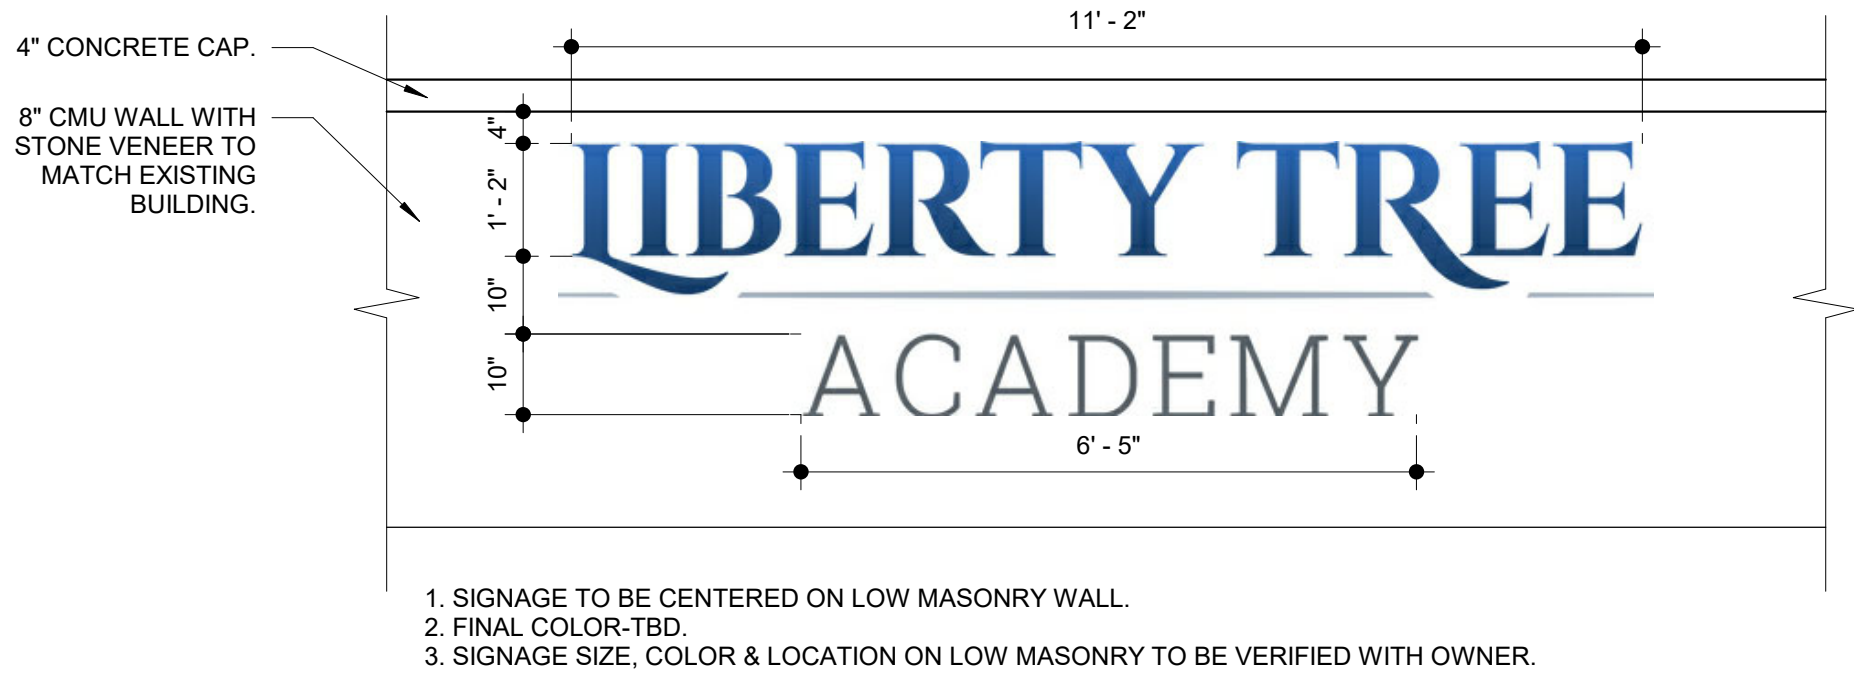 11' - 2"
4" CONCRETE CAP.
8" CMU WALL WITH
STONE VENEER TO
MATCH EXISTING
BUILDING.
4"
1' - 2"
10"
10"
LIBERTY TREE
ACADEMY
6' - 5"
1. SIGNAGE TO BE CENTERED ON LOW MASONRY WALL.
2. FINAL COLOR-TBD.
3. SIGNAGE SIZE, COLOR & LOCATION ON LOW MASONRY TO BE VERIFIED WITH OWNER.